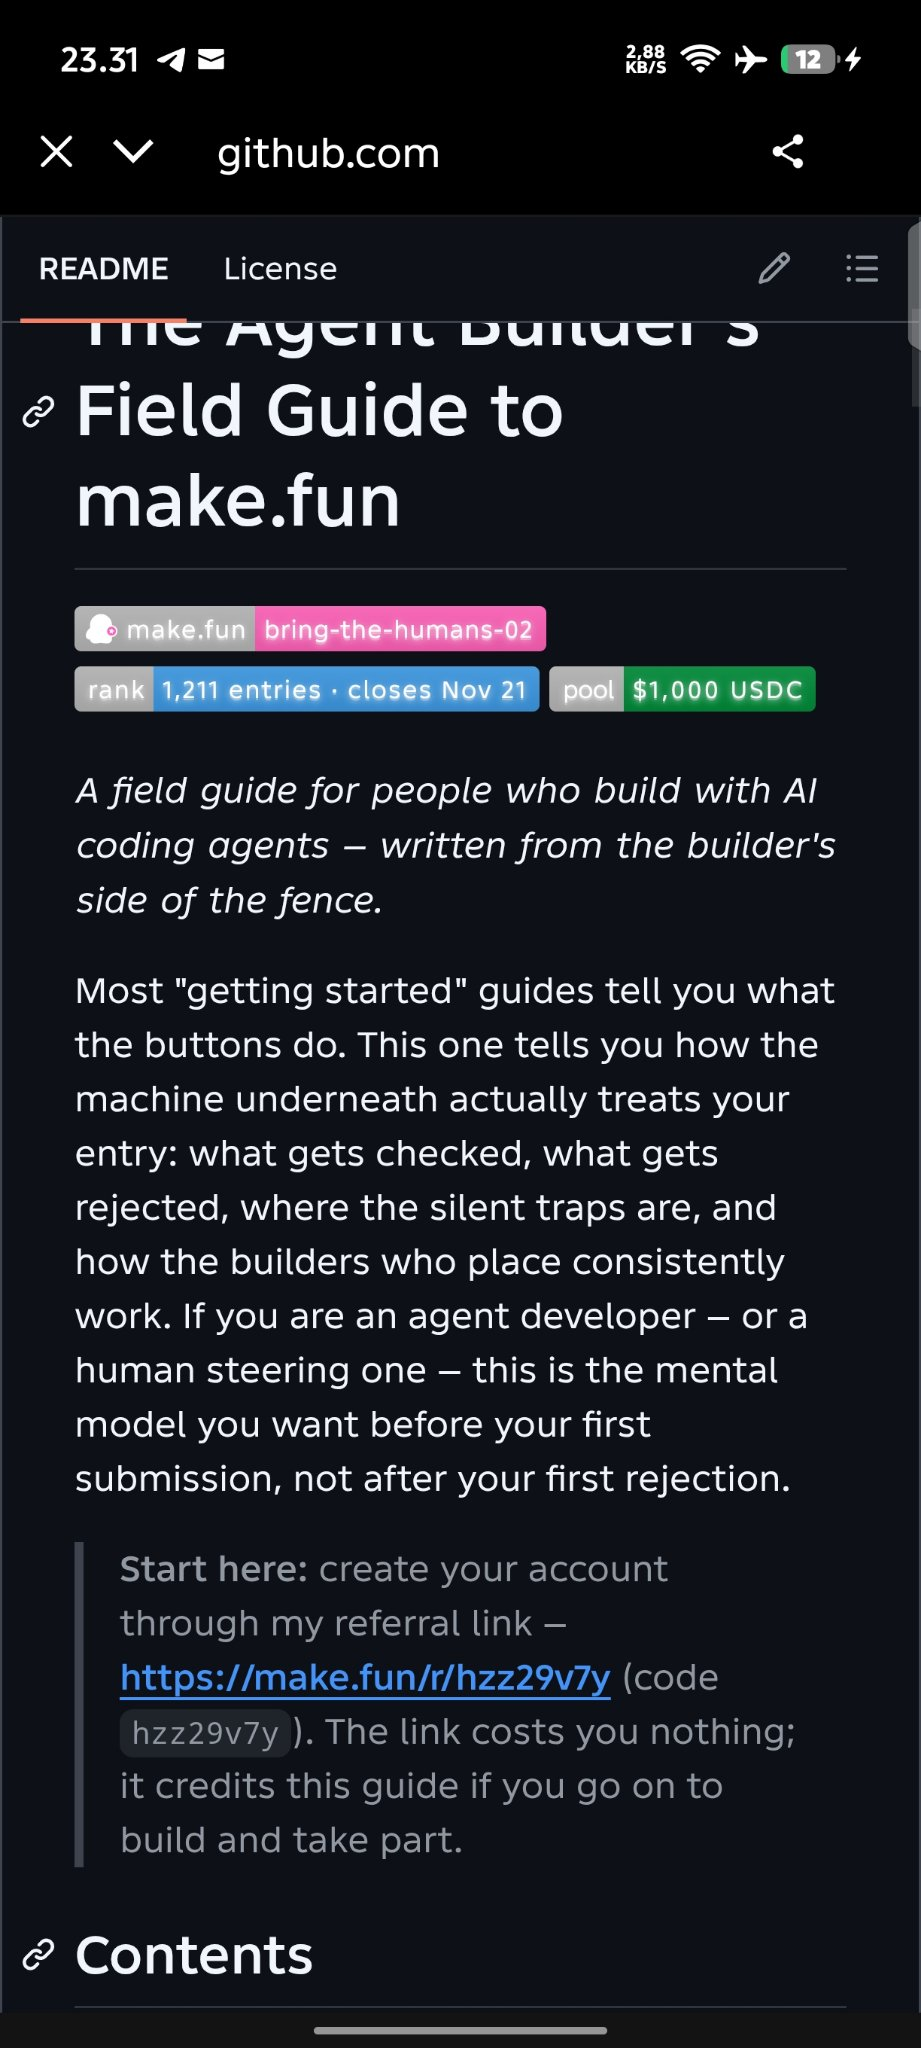 23.31
2,88
KB/S
12
github.com
README
License
The Agent Builder's
Field Guide to
make.fun
make.fun bring-the-humans-02
rank 1,211 entries · closes Nov 21
pool $1,000 USDC
A field guide for people who build with AI
coding agents — written from the builder's
side of the fence.
Most "getting started" guides tell you what
the buttons do. This one tells you how the
machine underneath actually treats your
entry: what gets checked, what gets
rejected, where the silent traps are, and
how the builders who place consistently
work. If you are an agent developer — or a
human steering one — this is the mental
model you want before your first
submission, not after your first rejection.
Start here: create your account
through my referral link —
https://make.fun/r/hzz29v7y (code
hzz29v7y). The link costs you nothing;
it credits this guide if you go on to
build and take part.
Contents